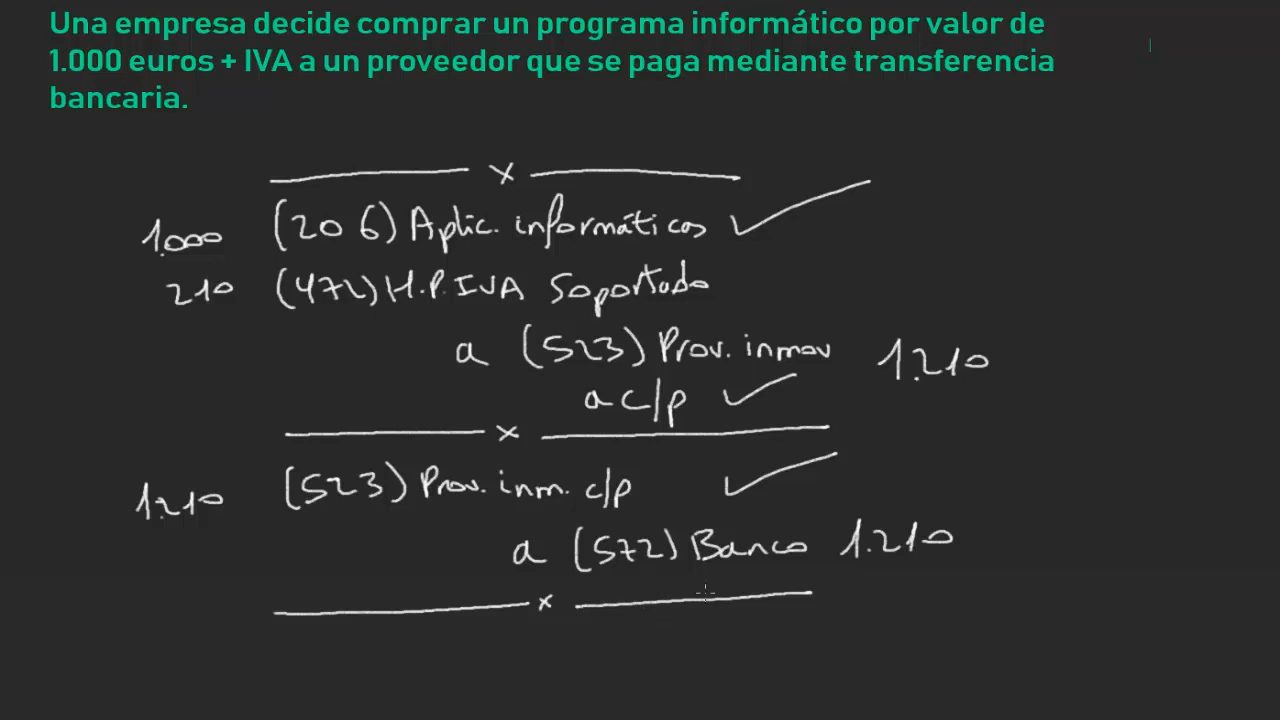 Una empresa decide comprar un programa informático por valor de
1.000 euros + IVA a un proveedor que se paga mediante transferencia
bancaria.
x
1.000 (206) Aplic. informáticas
210 (472) H.P. IVA Soportado
a (523) Prov. inmov 1.210
a c/p
x
1.210 (523) Prov. inm. c/p
a (572) Banco 1.210
x